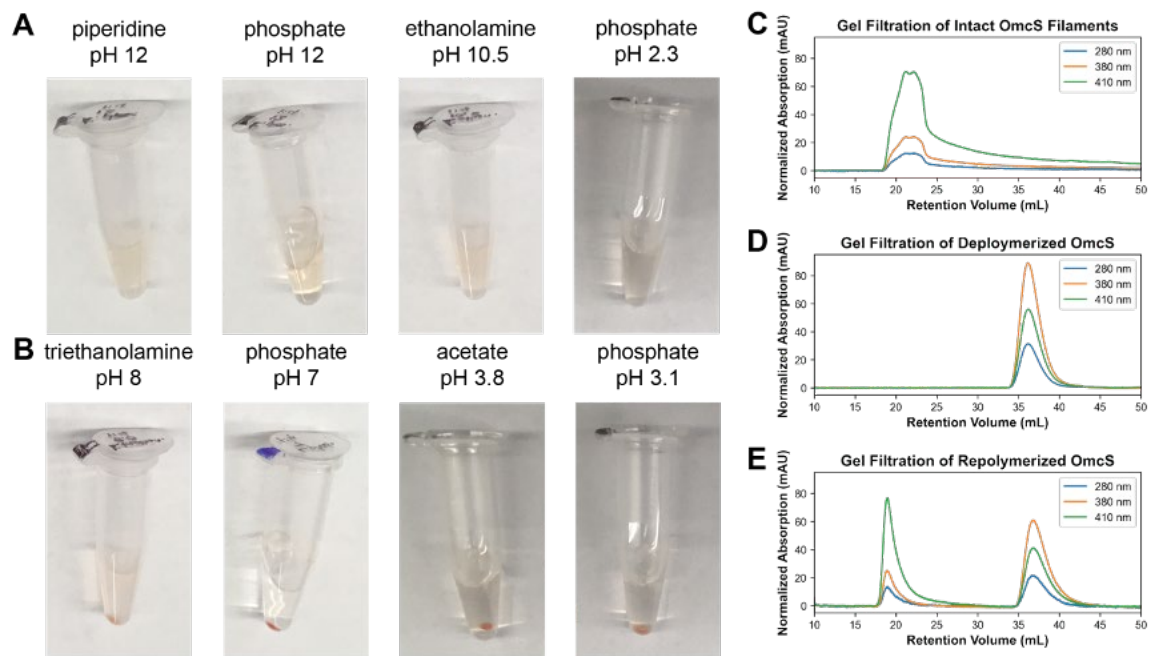 A
piperidine
pH 12
phosphate
pH 12
ethanolamine
pH 10.5
phosphate
pH 2.3
B
triethanolamine
pH 8
phosphate
pH 7
acetate
pH 3.8
phosphate
pH 3.1
C
Gel Filtration of Intact OmcS Filaments
Normalized Absorption (mAU)
80
60
40
20
0
280 nm
380 nm
410 nm
10 15 20 25 30 35 40 45 50
Retention Volume (mL)
D
Gel Filtration of Deploymerized OmcS
Normalized Absorption (mAU)
80
60
40
20
0
280 nm
380 nm
410 nm
10 15 20 25 30 35 40 45 50
Retention Volume (mL)
E
Gel Filtration of Repolymerized OmcS
Normalized Absorption (mAU)
80
60
40
20
0
280 nm
380 nm
410 nm
10 15 20 25 30 35 40 45 50
Retention Volume (mL)